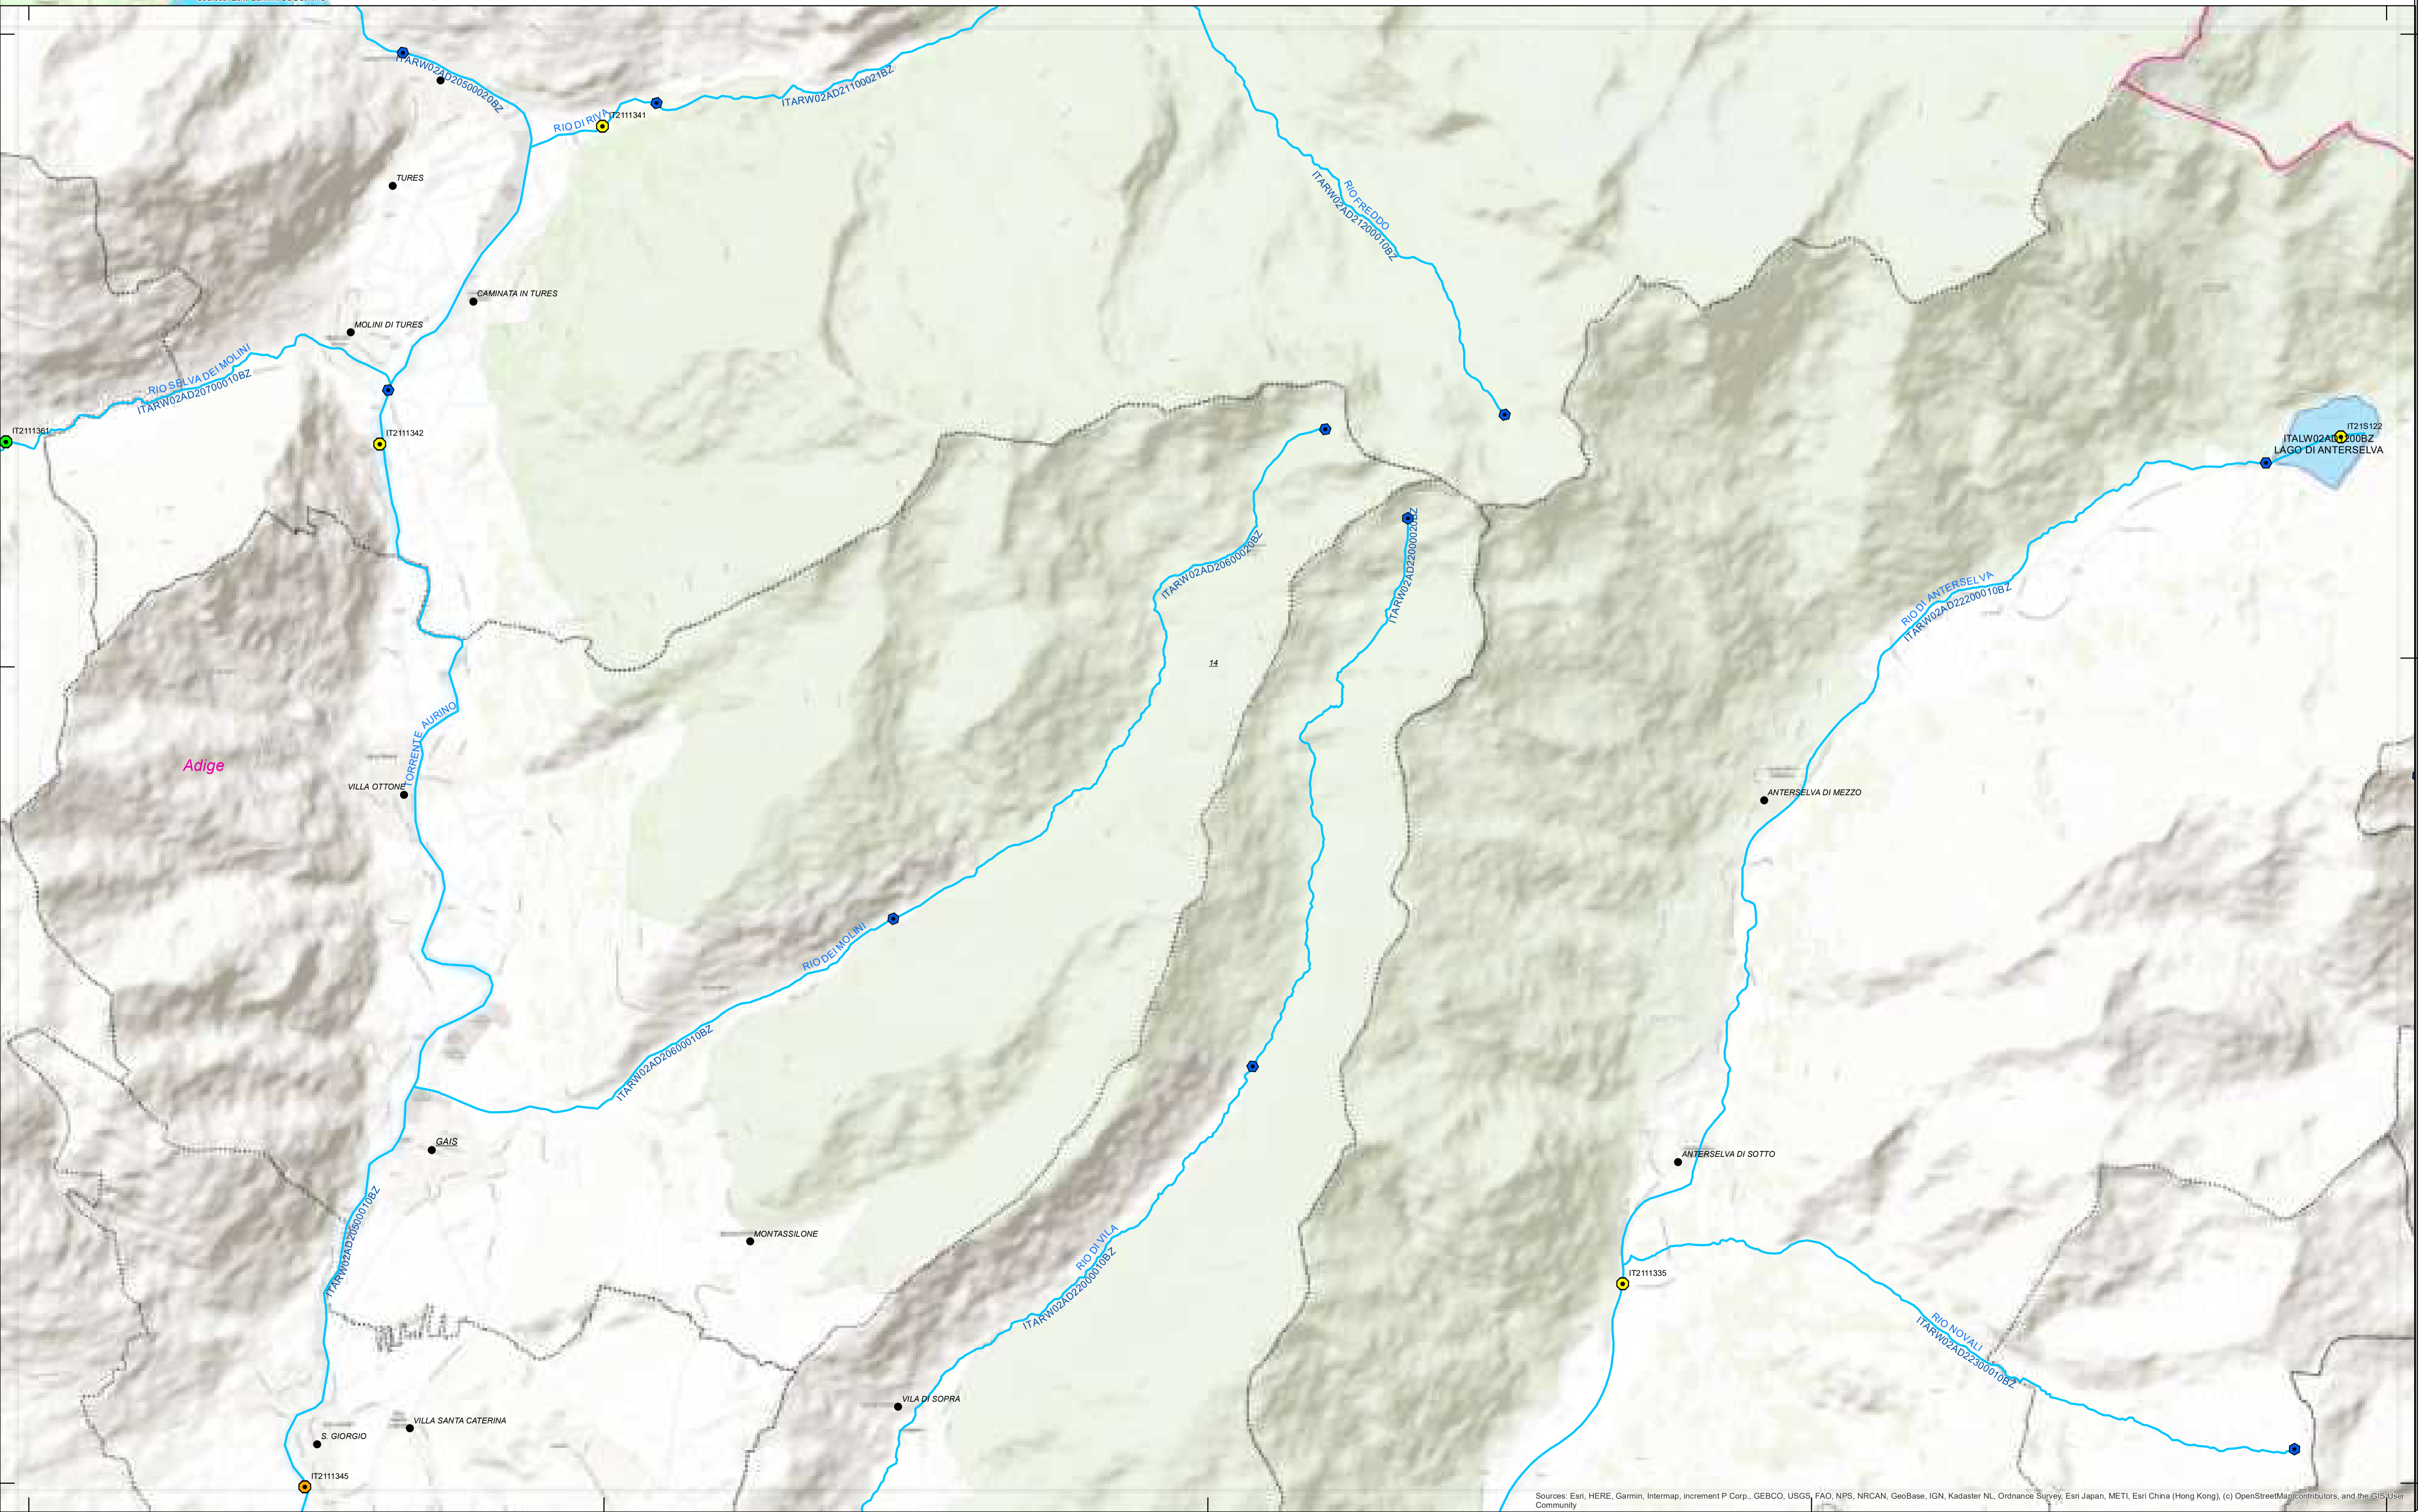 ITARW02AD20500020BZ
ITARW02AD21100021BZ
RIO DI RIVA
IT2111341
TURES
RIO FREDDO
ITARW02AD21200010BZ
CAMINATA IN TURES
MOLINI DI TURES
RIO SELVA DEI MOLINI
ITARW02AD20700010BZ
IT2111361
IT2111342
IT21S122
LAGO DI ANTERSELVA
ITARW02AD20600020BZ
ITARW02AD22000020BZ
RIO DI ANTERSELVA
ITARW02AD22200010BZ
14
TORRENTE AURINO
Adige
VILLA OTTONE
ANTERSELVA DI MEZZO
RIO DEI MOLINI
ITARW02AD20600010BZ
GAIS
ANTERSELVA DI SOTTO
ITARW02AD20500010BZ
MONTASSILONE
RIO DI VILA
ITARW02AD22000010BZ
IT2111335
RIO NOVALI
ITARW02AD22300010BZ
VILA DI SOPRA
VILLA SANTA CATERINA
S. GIORGIO
IT2111345
Sources: Esri, HERE, Garmin, Intermap, increment P Corp., GEBCO, USGS, FAO, NPS, NRCAN, GeoBase, IGN, Kadaster NL, Ordnance Survey, Esri Japan, METI, Esri China (Hong Kong), (c) OpenStreetMap contributors, and the GIS User
Community